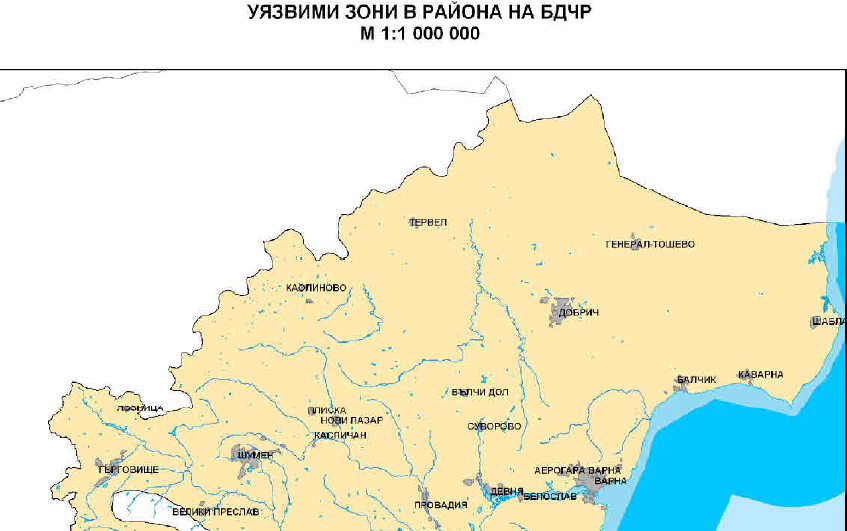 УЯЗВИМИ ЗОНИ В РАЙОНА НА БДЧР
М 1:1 000 000
ТЕРВЕЛ
ГЕНЕРАЛ-ТОШЕВО
КАОЛИНОВО
ДОБРИЧ
ШАБЛА
КАВАРНА
БАЛЧИК
ВЪЛЧИ ДОЛ
ЛОЗНИЦА
ПЛИСКА
НОВИ ПАЗАР
СУВОРОВО
КАСПИЧАН
ШУМЕН
ТЪРГОВИЩЕ
АЕРОГАРА ВАРНА
ВАРНА
ДЕВНЯ
БЕЛОСЛАВ
ПРОВАДИЯ
ВЕЛИКИ ПРЕСЛАВ